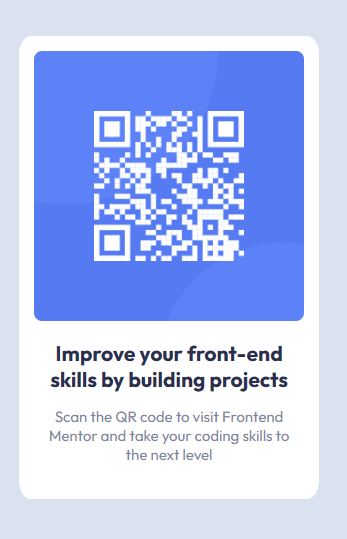 Improve your front-end
skills by building projects
Scan the QR code to visit Frontend
Mentor and take your coding skills to
the next level